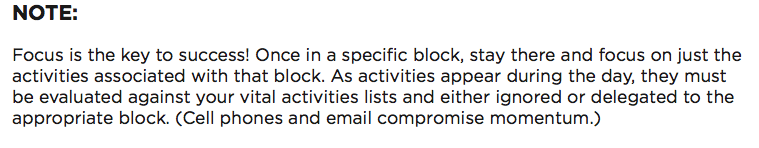 NOTE:
Focus is the key to success! Once in a specific block, stay there and focus on just the
activities associated with that block. As activities appear during the day, they must
be evaluated against your vital activities lists and either ignored or delegated to the
appropriate block. (Cell phones and email compromise momentum.)